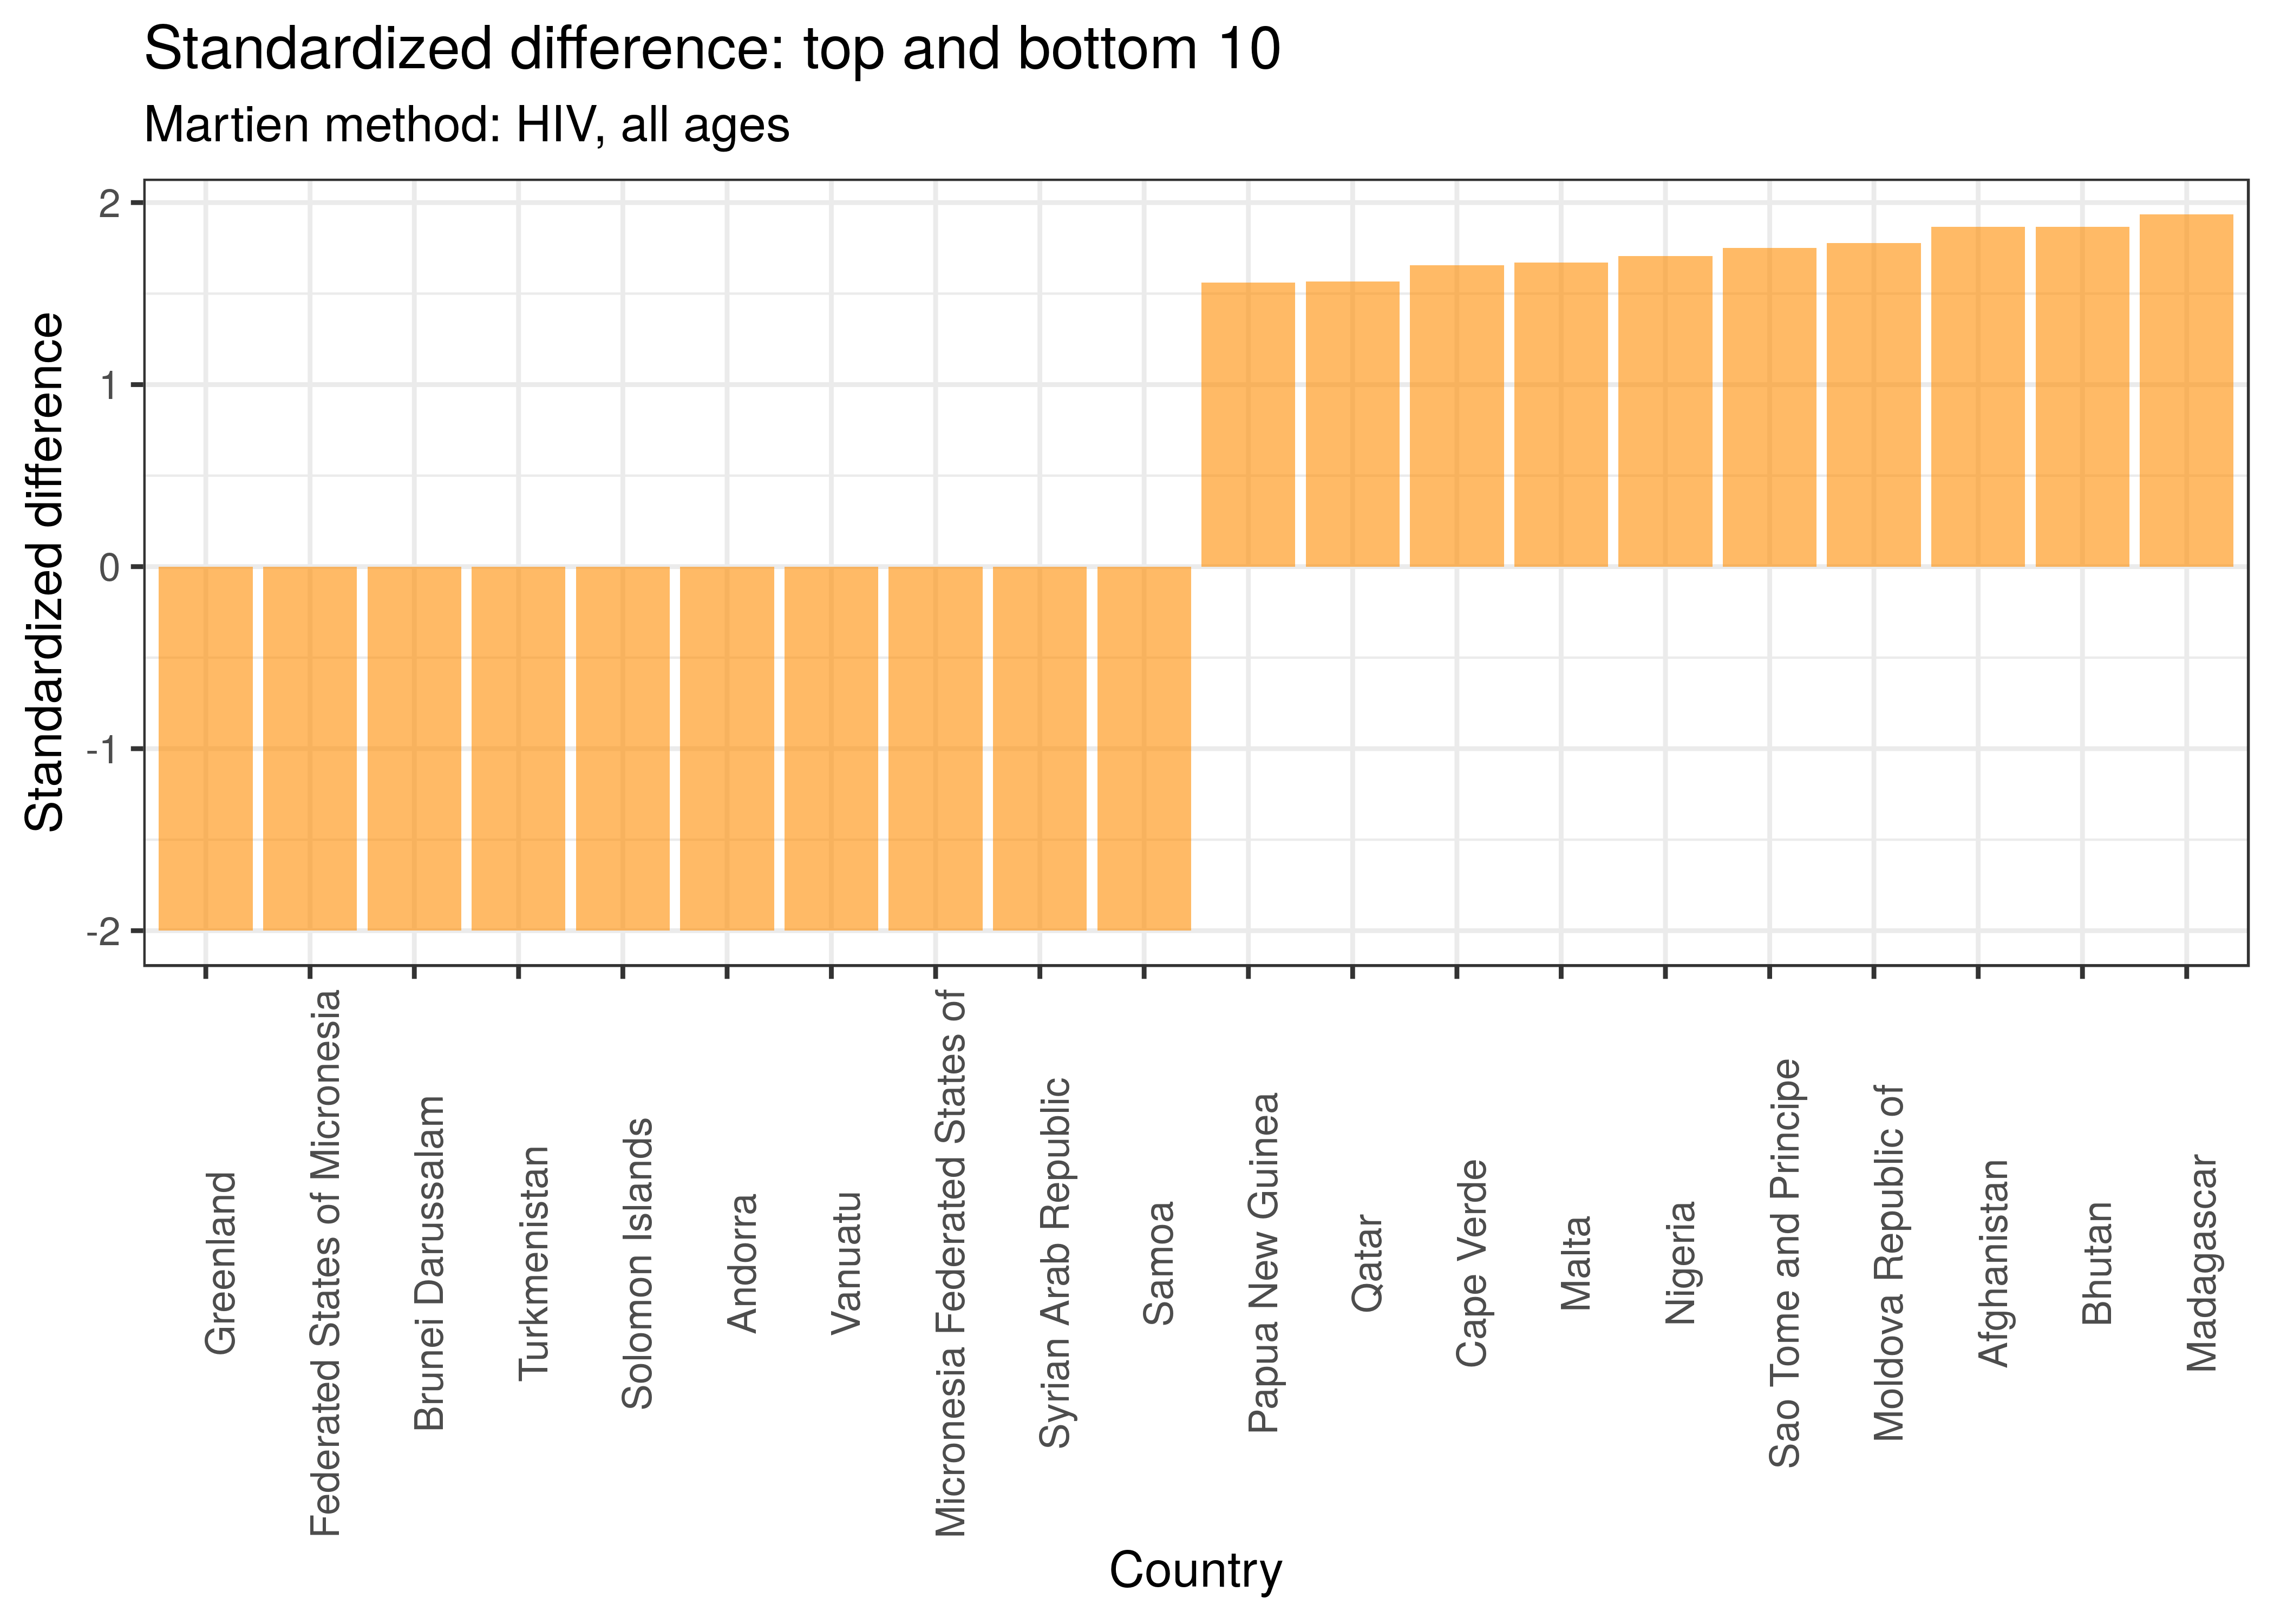 Standardized difference: top and bottom 10
Martien method: HIV, all ages
Standardized difference
2
1
0
-1
-2
Greenland
Federated States of Micronesia
Brunei Darussalam
Turkmenistan
Solomon Islands
Andorra
Vanuatu
Micronesia Federated States of
Syrian Arab Republic
Samoa
Papua New Guinea
Qatar
Cape Verde
Malta
Nigeria
Sao Tome and Principe
Moldova Republic of
Afghanistan
Bhutan
Madagascar
Country